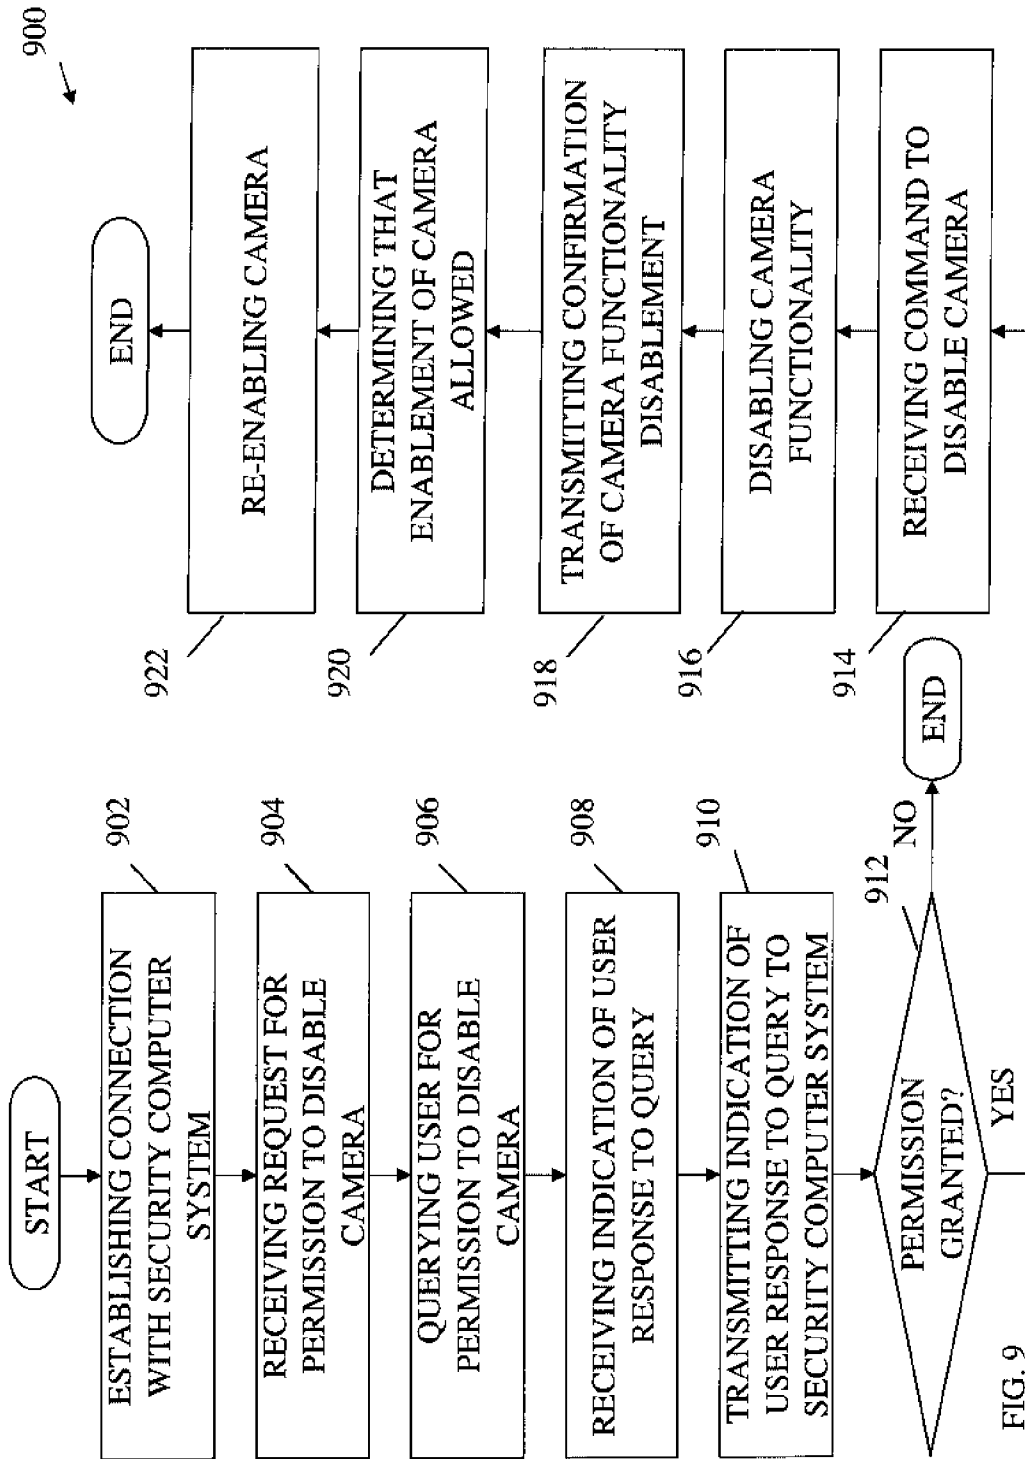 900
START
ESTABLISHING CONNECTION
WITH SECURITY COMPUTER
SYSTEM
902
RECEIVING REQUEST FOR
PERMISSION TO DISABLE
CAMERA
904
QUERYING USER FOR
PERMISSION TO DISABLE
CAMERA
906
RECEIVING INDICATION OF USER
RESPONSE TO QUERY
908
TRANSMITTING INDICATION OF
USER RESPONSE TO QUERY TO
SECURITY COMPUTER SYSTEM
910
PERMISSION
GRANTED?
912
NO
END
YES
RECEIVING COMMAND TO
DISABLE CAMERA
914
DISABLING CAMERA
FUNCTIONALITY
916
TRANSMITTING CONFIRMATION
OF CAMERA FUNCTIONALITY
DISABLEMENT
918
DETERMINING THAT
ENABLEMENT OF CAMERA
ALLOWED
920
RE-ENABLING CAMERA
922
END
FIG. 9